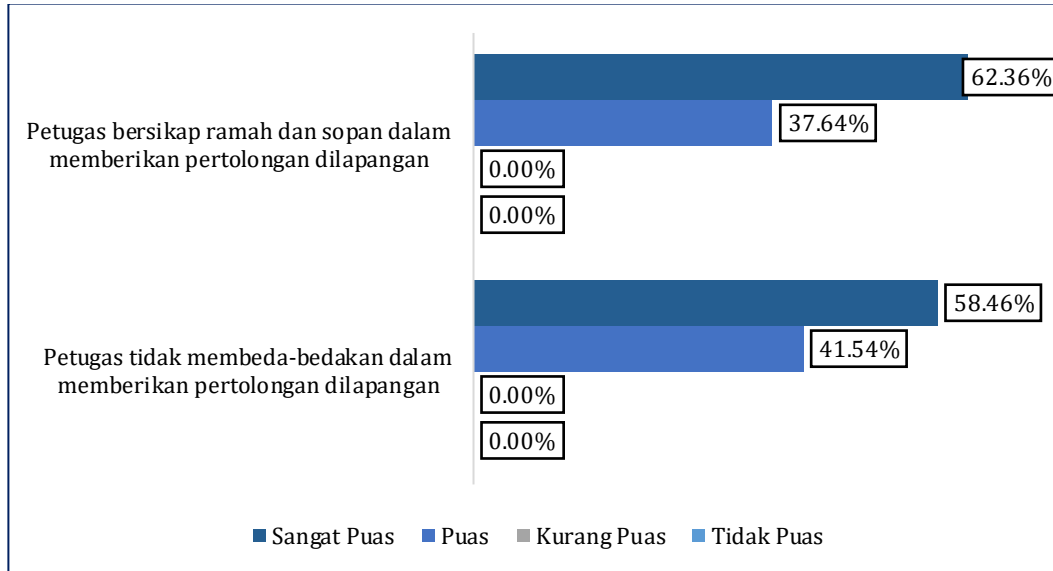 62.36%
Petugas bersikap ramah dan sopan dalam
memberikan pertolongan dilapangan
37.64%
0.00%
0.00%
58.46%
Petugas tidak membeda-bedakan dalam
memberikan pertolongan dilapangan
41.54%
0.00%
0.00%
Sangat Puas Puas Kurang Puas Tidak Puas